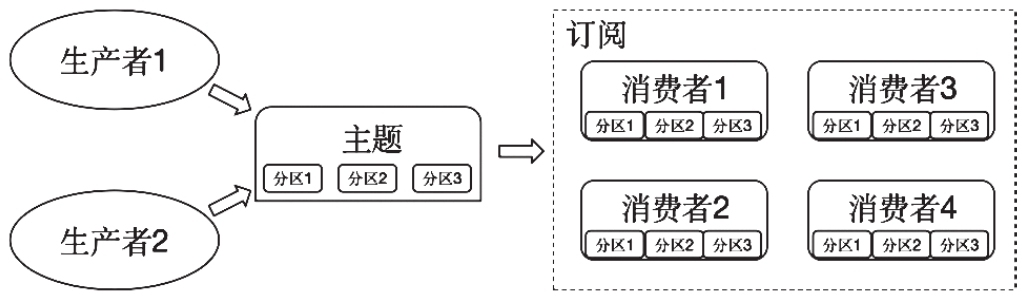 生产者1
生产者2
主题
分区1 分区2 分区3
订阅
消费者1
分区1 分区2 分区3
消费者3
分区1 分区2 分区3
消费者2
分区1 分区2 分区3
消费者4
分区1 分区2 分区3